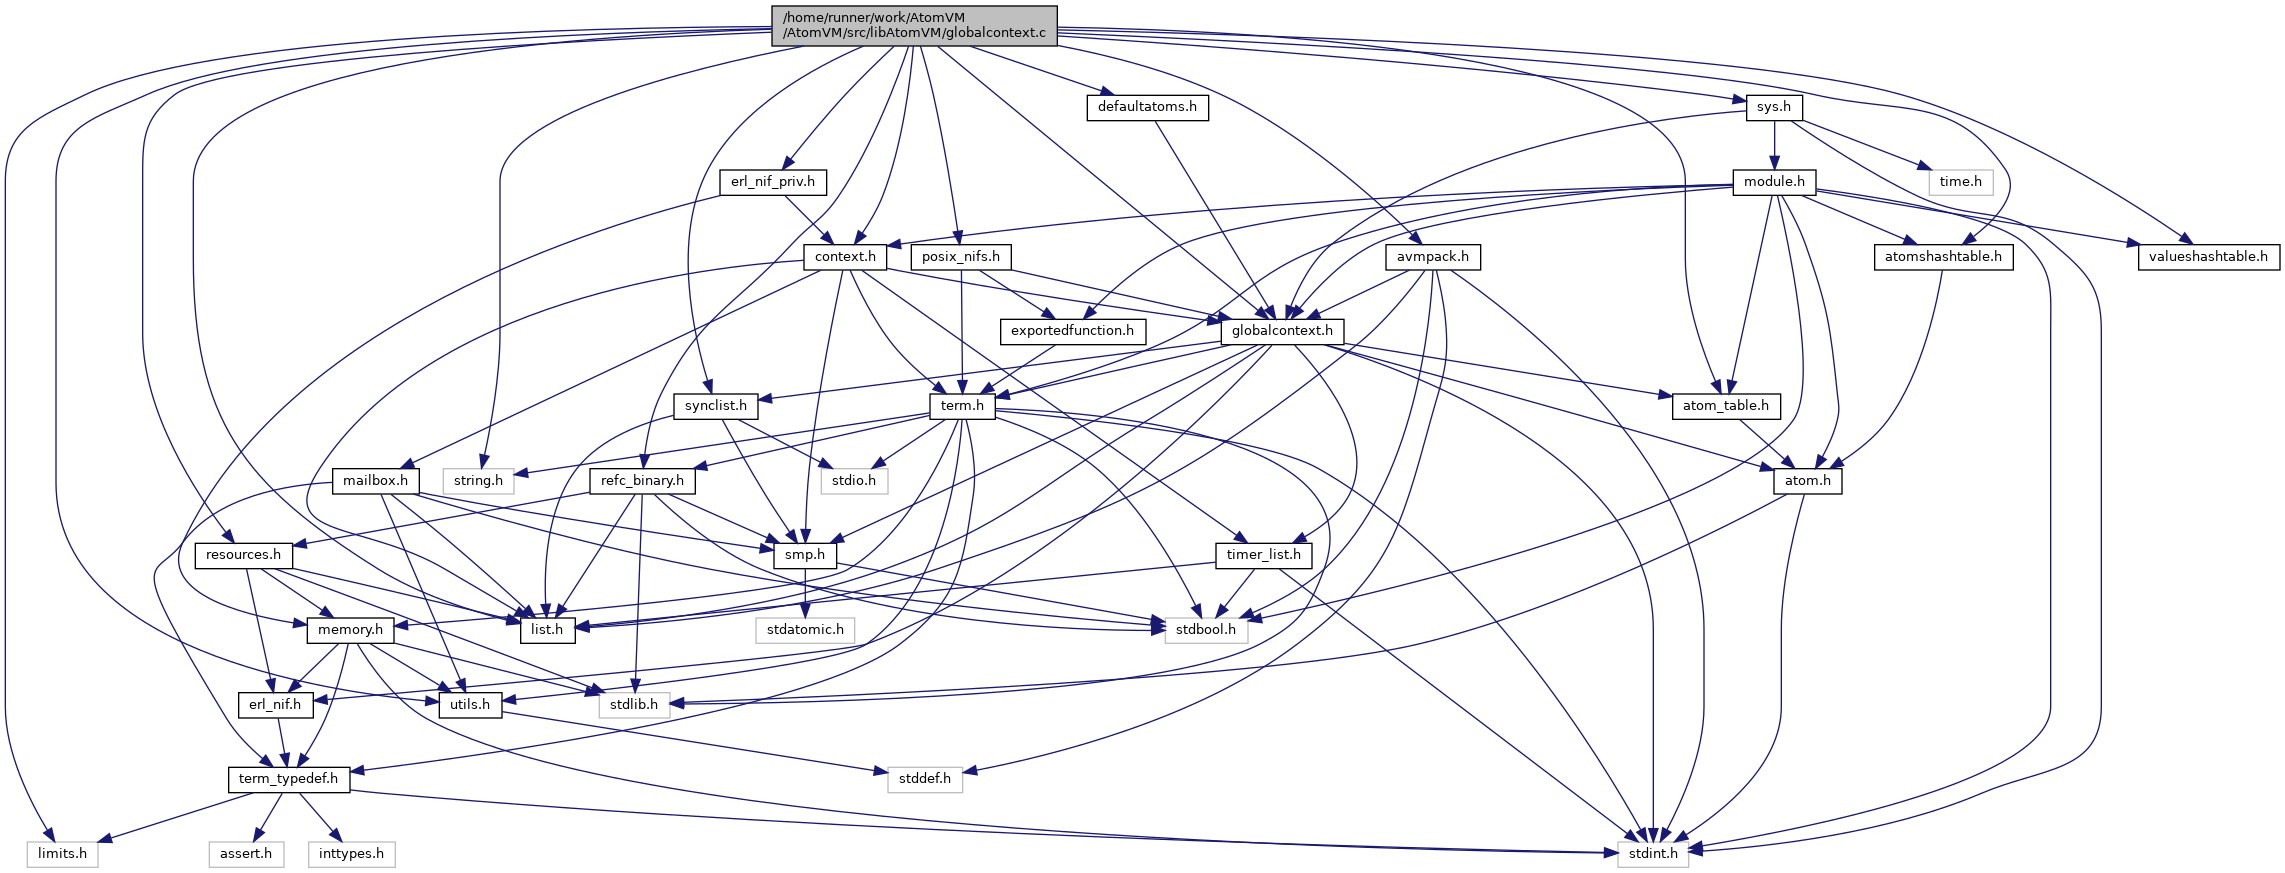 /home/runner/work/AtomVM
/AtomVM/src/libAtomVM/globalcontext.c
defaultatoms.h
sys.h
erl_nif_priv.h
module.h
time.h
context.h
posix_nifs.h
avmpack.h
atomshashtable.h
valueshashtable.h
exportedfunction.h
globalcontext.h
synclist.h
term.h
atom_table.h
mailbox.h
string.h
refc_binary.h
stdio.h
atom.h
resources.h
smp.h
timer_list.h
memory.h
list.h
stdatomic.h
stdbool.h
erl_nif.h
utils.h
stdlib.h
term_typedef.h
stddef.h
limits.h
assert.h
inttypes.h
stdint.h